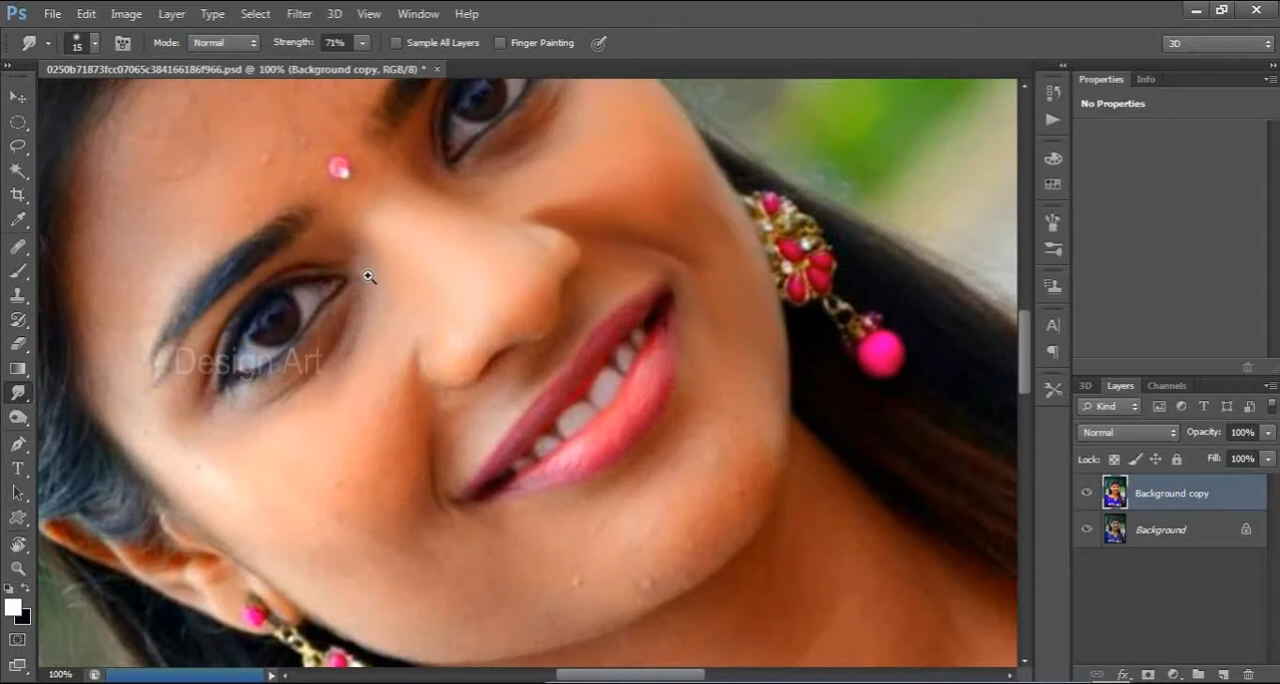 Ps File Edit Image Layer Type Select Filter 3D View Window Help
15 Mode: Normal Strength: 71% Sample All Layers Finger Painting 3D
0250b71873fcc07065c384166186f966.psd @ 100% (Background copy, RGB/8) * ×
Properties Info
No Properties
Design Art
3D Layers Channels
Kind
Normal Opacity: 100%
Lock: Fill: 100%
Background copy
Background
100%